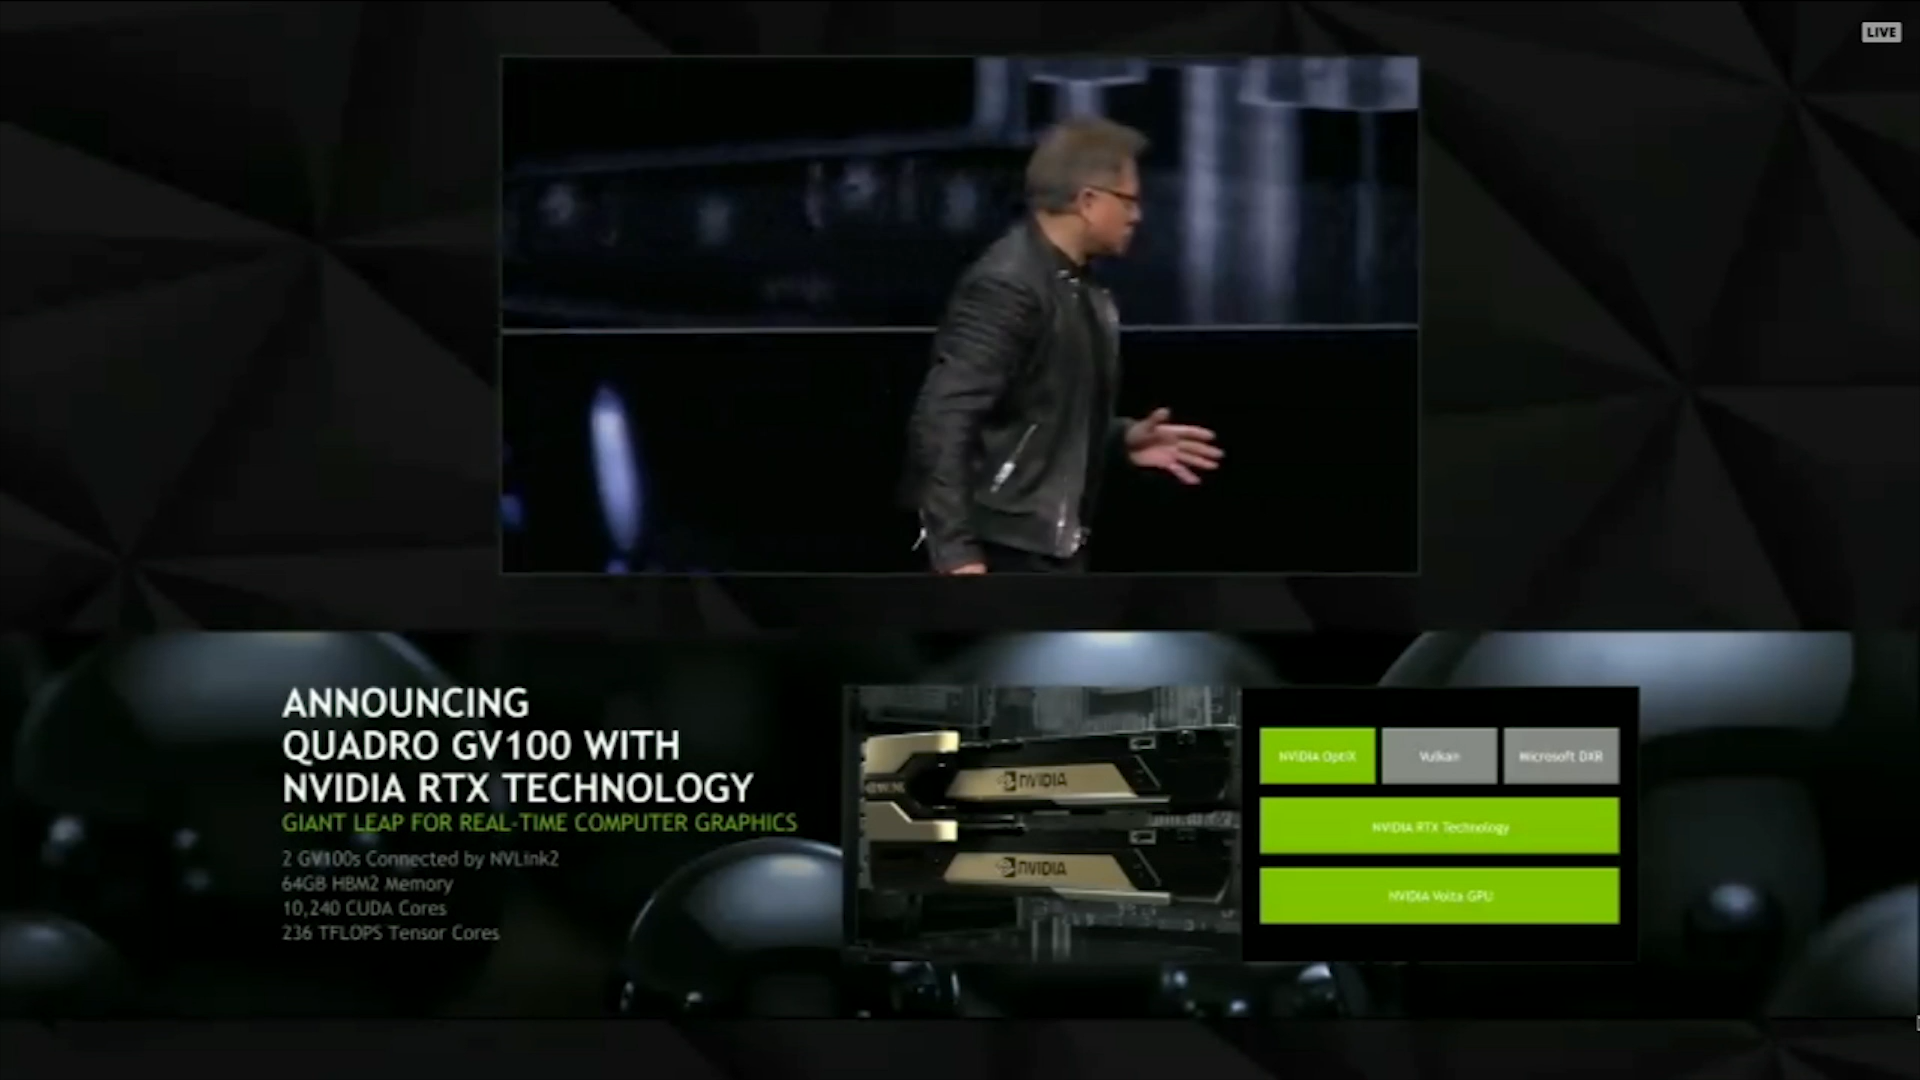 LIVE
ANNOUNCING
QUADRO GV100 WITH
NVIDIA RTX TECHNOLOGY
GIANT LEAP FOR REAL-TIME COMPUTER GRAPHICS
2 GV100s Connected by NVLink2
64GB HBM2 Memory
10,240 CUDA Cores
236 TFLOPS Tensor Cores
NVIDIA
NVIDIA
NVIDIA OptiX
Vulkan
Microsoft DXR
NVIDIA RTX Technology
NVIDIA Volta GPU